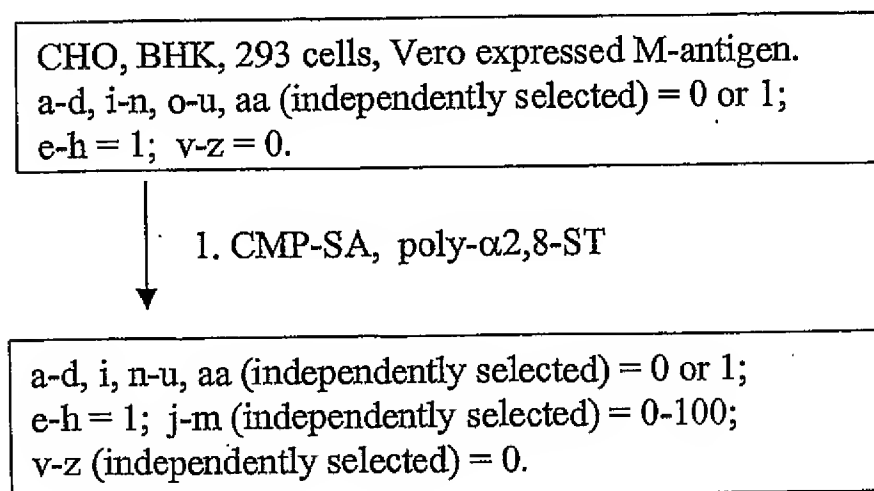 CHO, BHK, 293 cells, Vero expressed M-antigen.
a-d, i-n, o-u, aa (independently selected) = 0 or 1;
e-h = 1; v-z = 0.
1. CMP-SA, poly-α2,8-ST
a-d, i, n-u, aa (independently selected) = 0 or 1;
e-h = 1; j-m (independently selected) = 0-100;
v-z (independently selected) = 0.